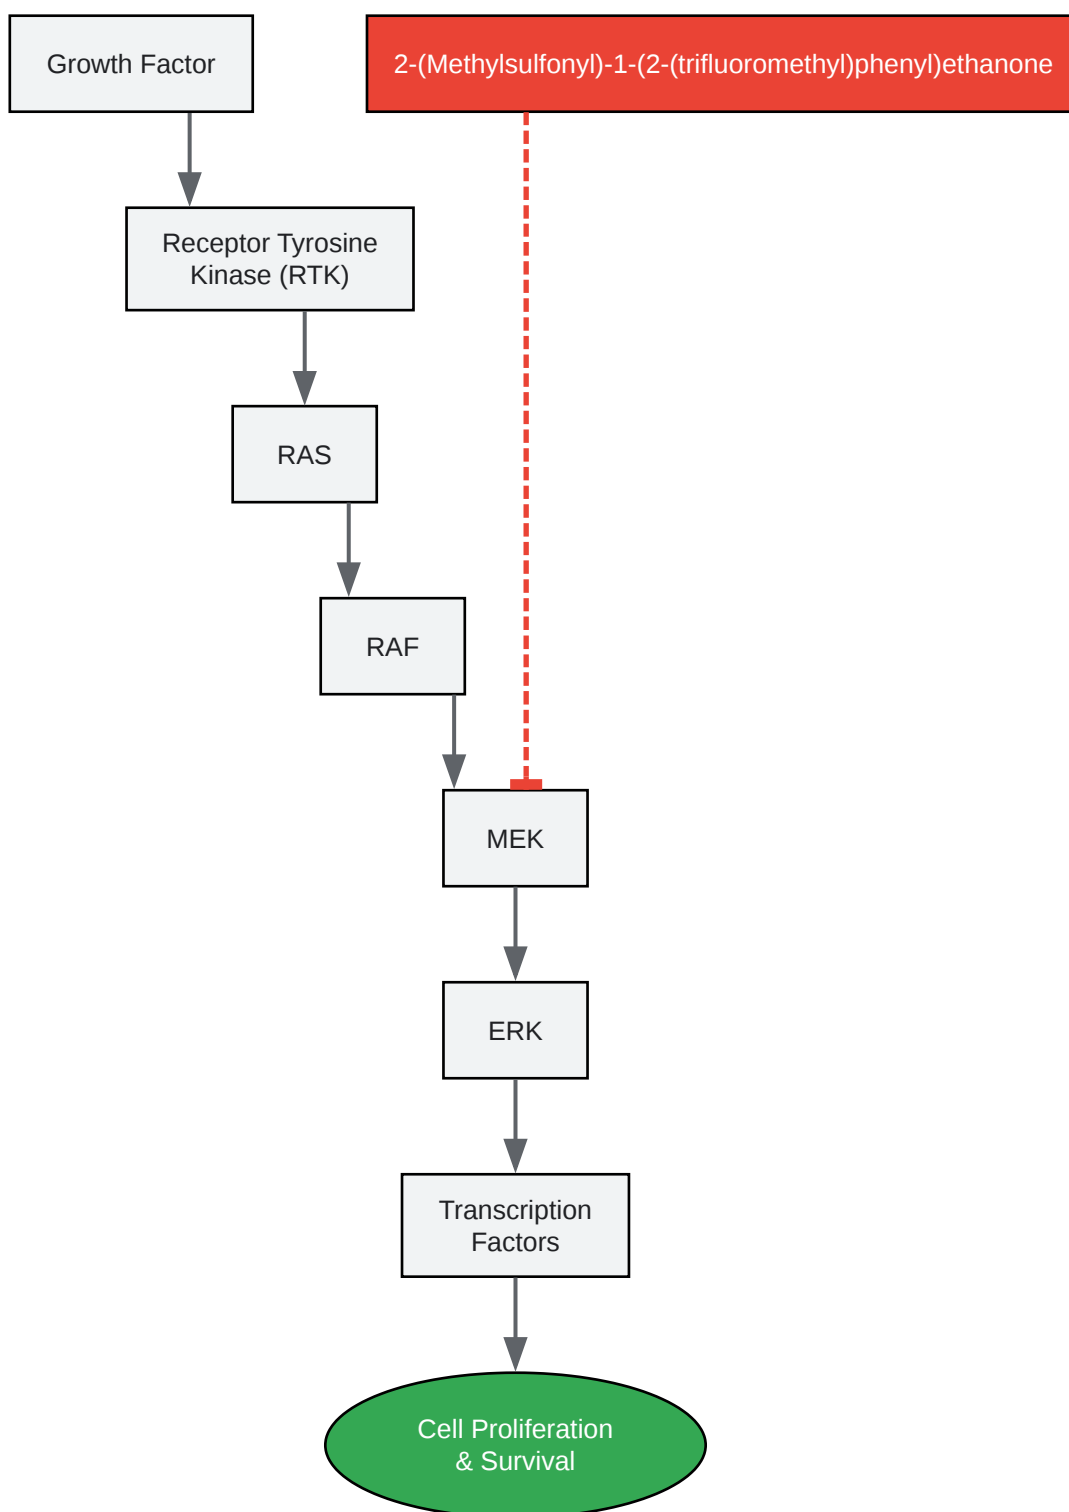 Growth Factor
2-(Methylsulfonyl)-1-(2-(trifluoromethyl)phenyl)ethanone
Receptor Tyrosine
Kinase (RTK)
RAS
RAF
MEK
ERK
Transcription
Factors
Cell Proliferation
& Survival